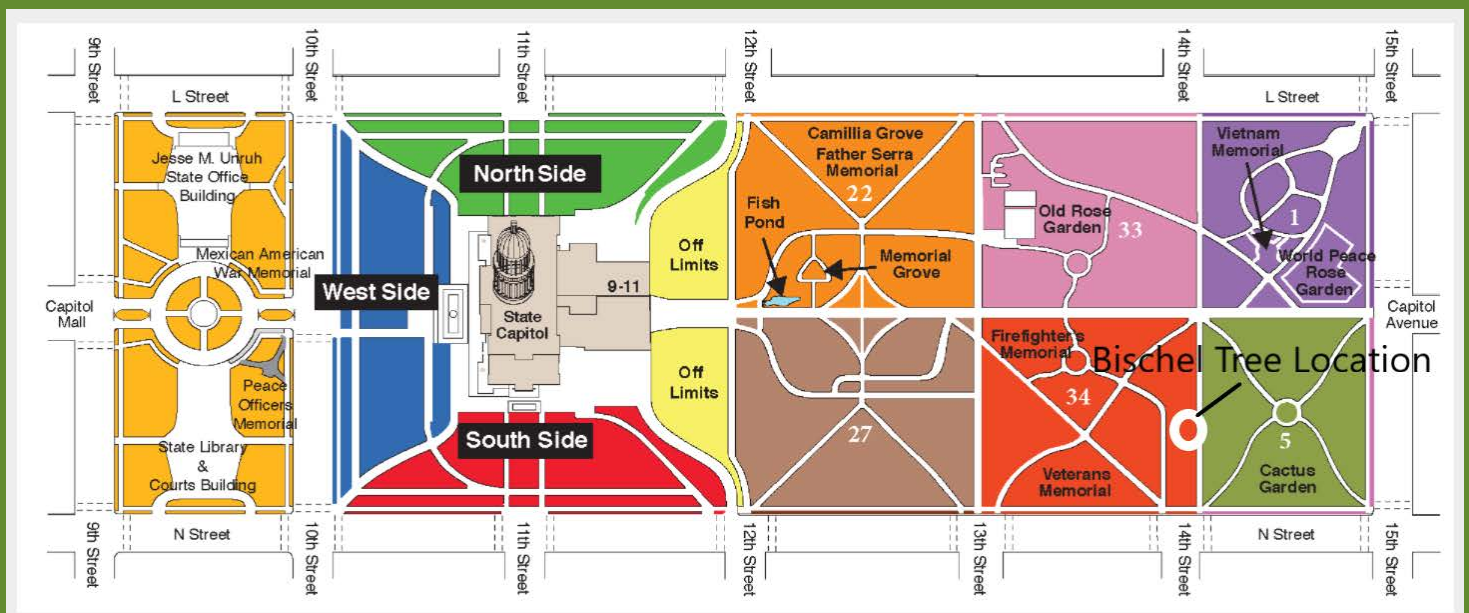 9th Street
10th Street
11th Street
12th Street
14th Street
15th Street
L Street
L Street
Jesse M. Unruh
State Office
Building
Mexican American
War Memorial
Capitol
Mall
Peace
Officers
Memorial
State Library
&
Courts Building
North Side
West Side
State
Capitol
9-11
South Side
Off
Limits
Off
Limits
Camillia Grove
Father Serra
Memorial
22
Fish
Pond
Memorial
Grove
27
Old Rose
Garden
33
Vietnam
Memorial
1
World Peace
Rose
Garden
Capitol
Avenue
Firefighter's
Memorial
Bischel Tree Location
34
Veterans
Memorial
5
Cactus
Garden
N Street
N Street
9th Street
10th Street
11th Street
12th Street
13th Street
14th Street
15th Street